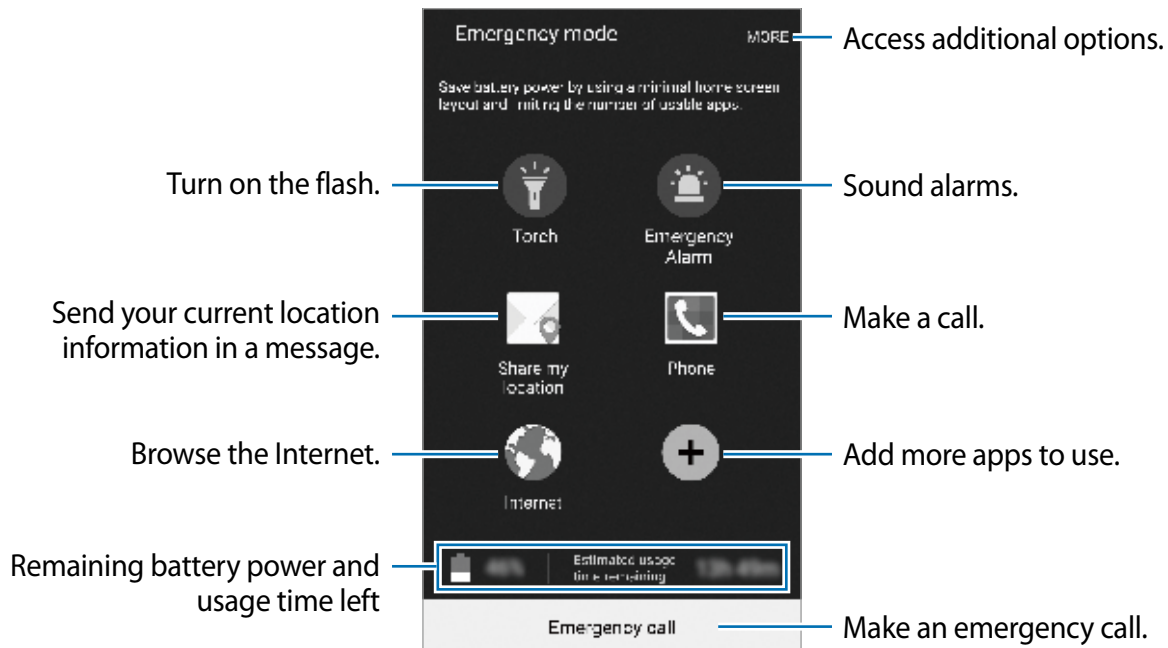 Emergency mode
MORE
Access additional options.
Save battery power by using a minimal home screen
layout and limiting the number of usable apps.
Turn on the flash.
Torch
Emergency
Alarm
Sound alarms.
Send your current location
information in a message.
Share my
location
Phone
Make a call.
Browse the Internet.
Internet
Add more apps to use.
Remaining battery power and
usage time left
Estimated usage
time remaining
Emergency call
Make an emergency call.